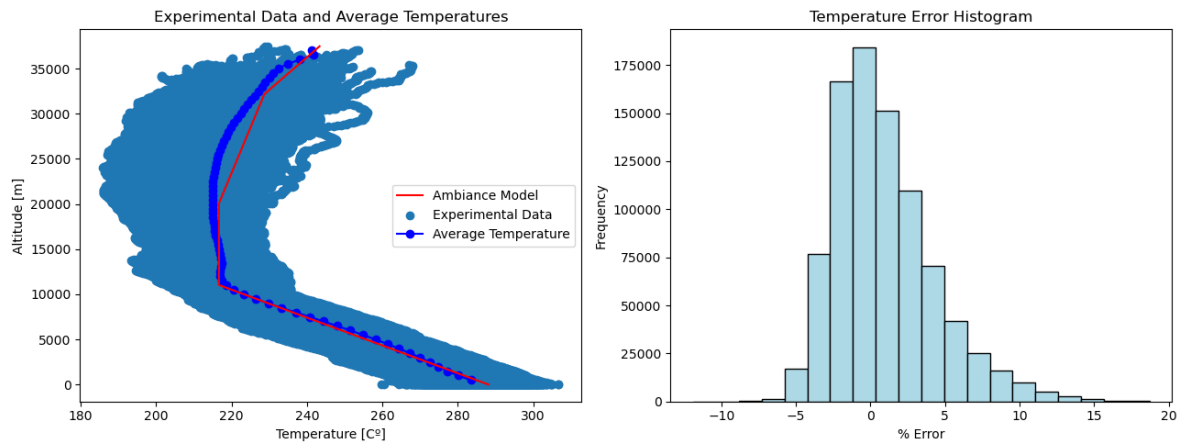 Experimental Data and Average Temperatures
Altitude [m]
35000
30000
25000
20000
15000
10000
5000
0
Ambiance Model
Experimental Data
Average Temperature
180 200 220 240 260 280 300
Temperature [Cº]
Temperature Error Histogram
Frequency
175000
150000
125000
100000
75000
50000
25000
0
−10 −5 0 5 10 15 20
% Error